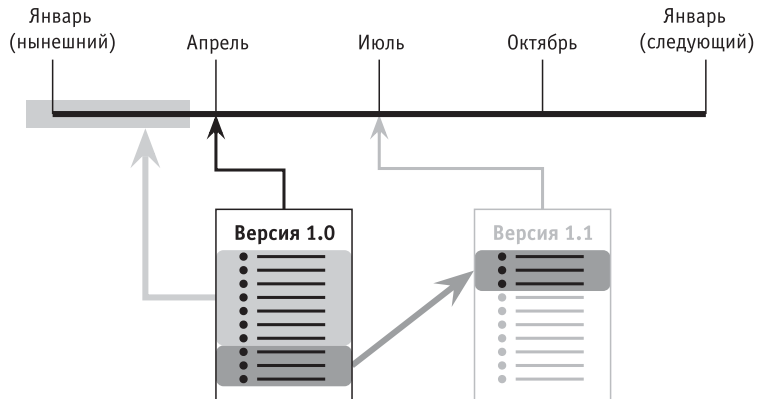 Январь
(нынешний)
Апрель
Июль
Октябрь
Январь
(следующий)
Версия 1.0
Версия 1.1